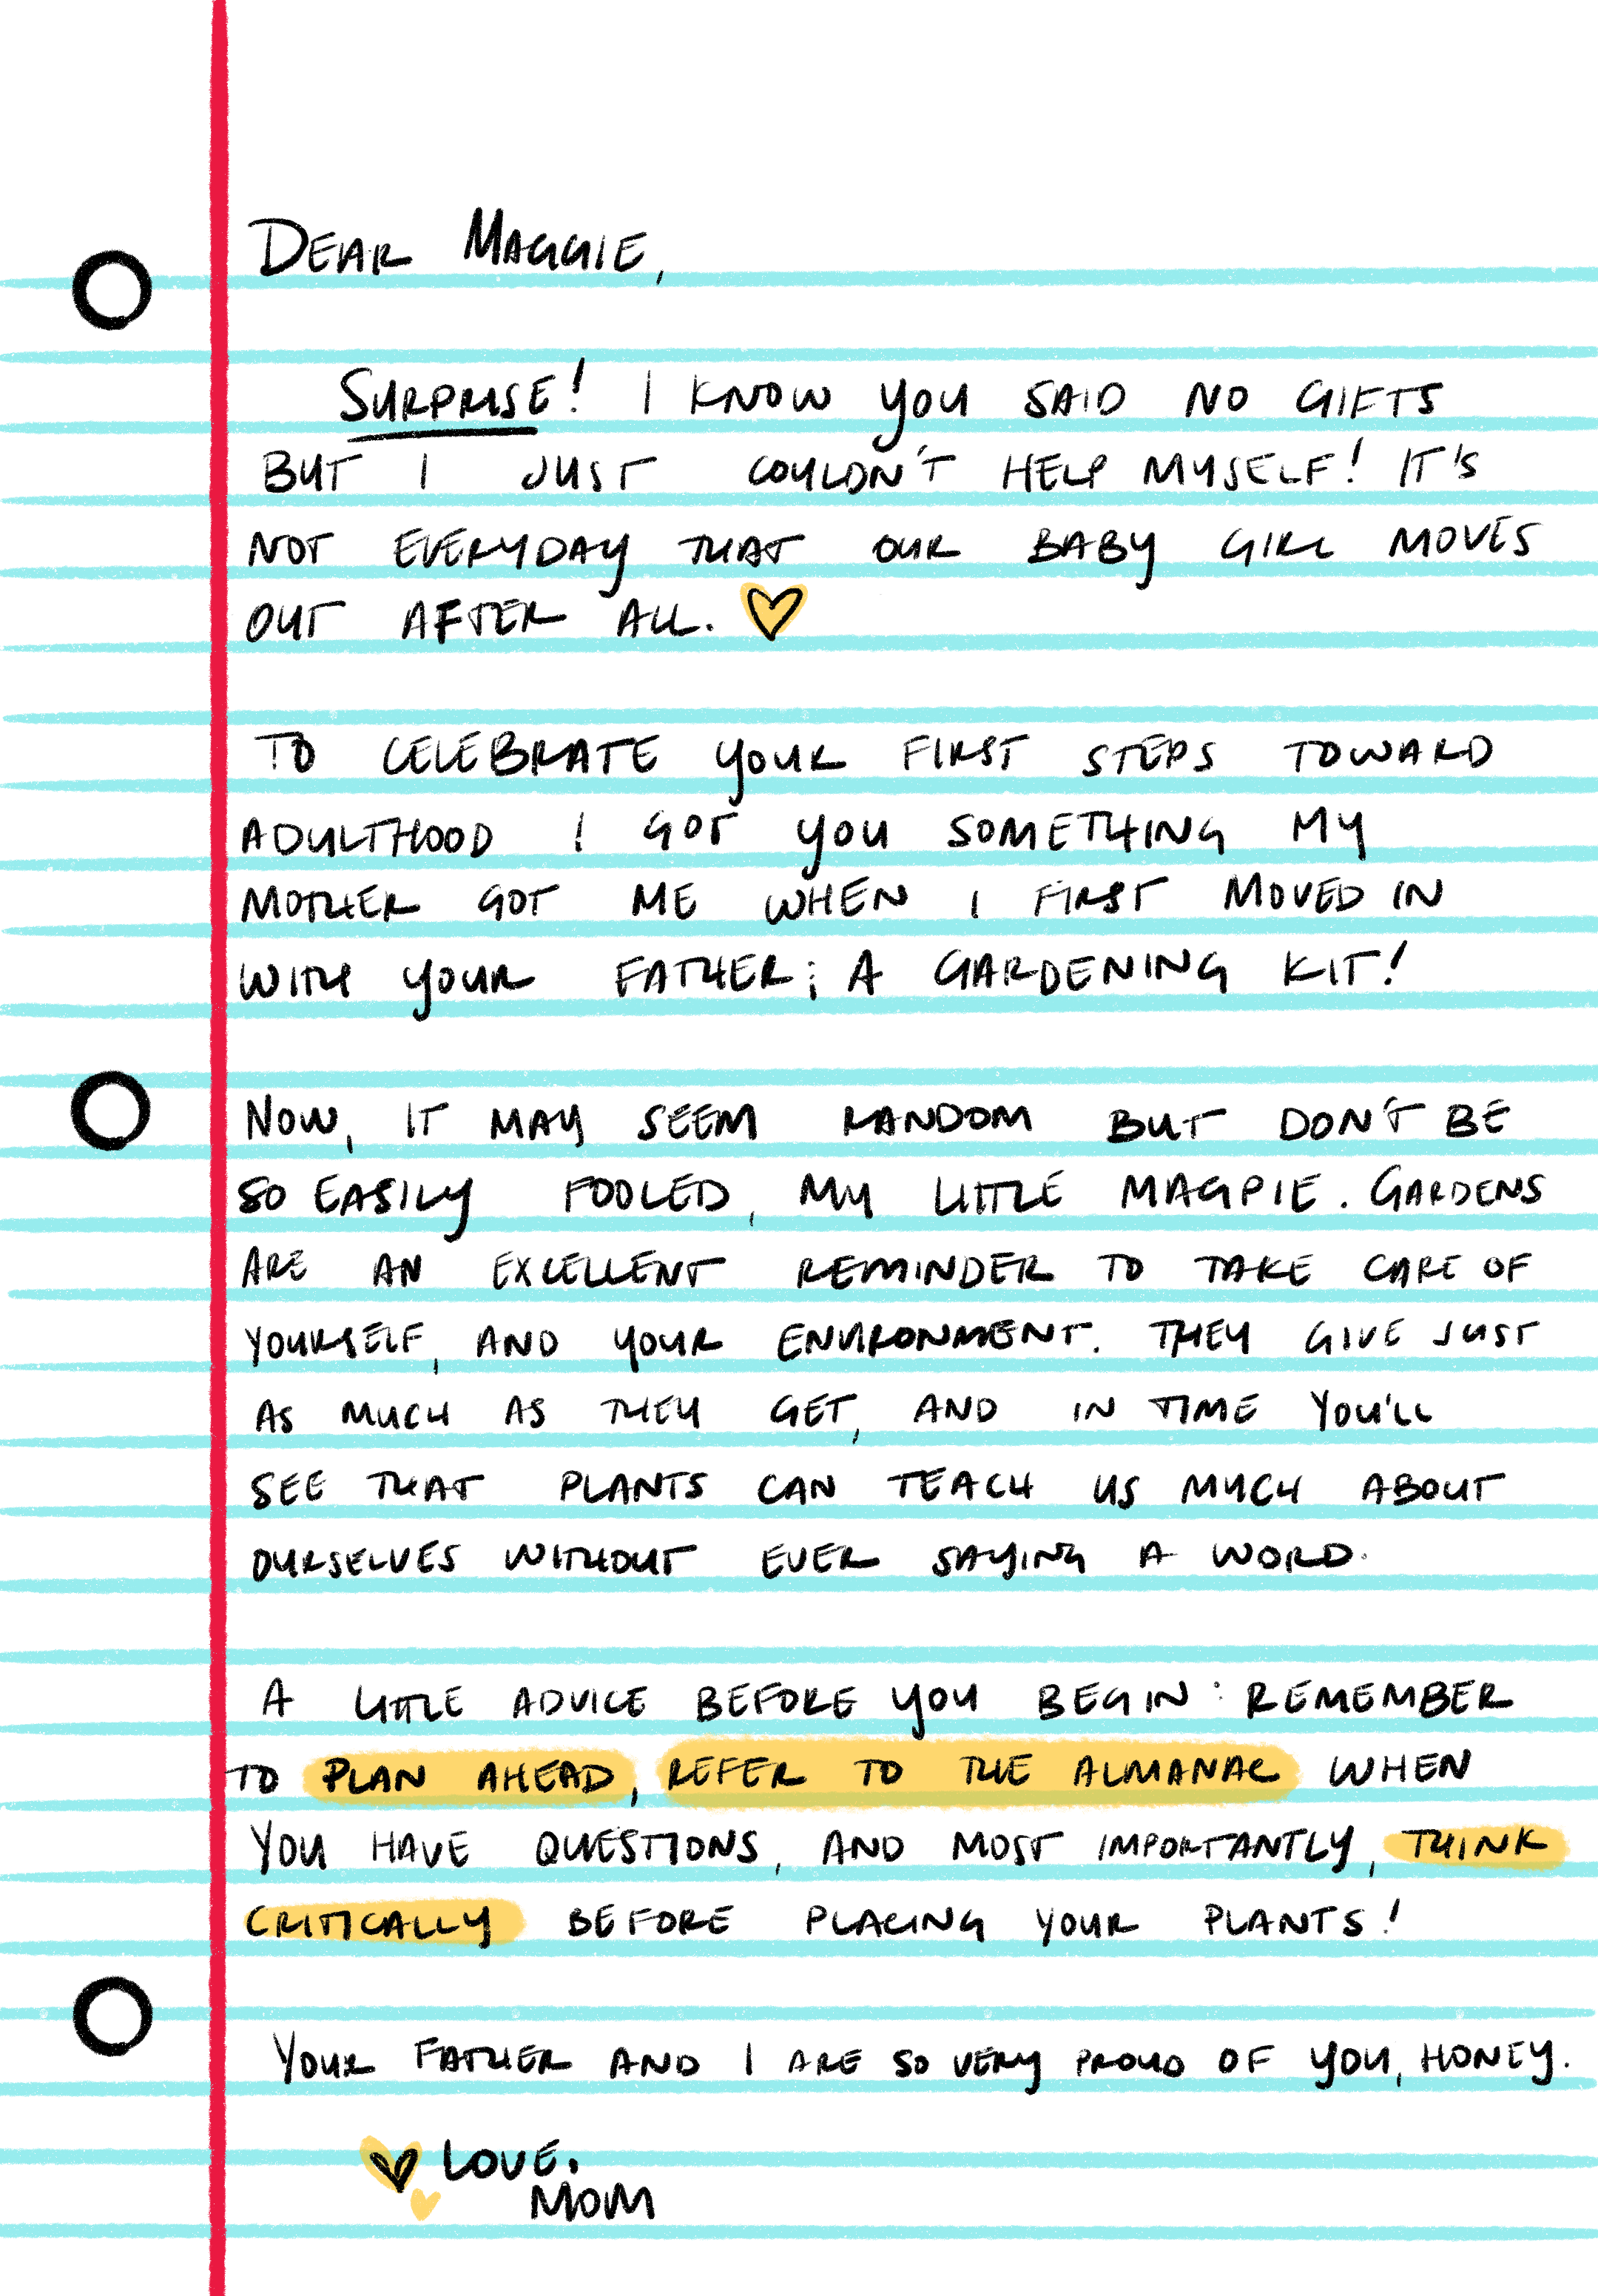 DEAR MAGGIE,
SURPRISE! I KNOW YOU SAID NO GIFTS
BUT I JUST COULDN'T HELP MYSELF! IT'S
NOT EVERYDAY THAT OUR BABY GIRL MOVES
OUT AFTER ALL.
TO CELEBRATE YOUR FIRST STEPS TOWARD
ADULTHOOD I GOT YOU SOMETHING MY
MOTHER GOT ME WHEN I FIRST MOVED IN
WITH YOUR FATHER; A GARDENING KIT!
NOW, IT MAY SEEM RANDOM BUT DON'T BE
SO EASILY FOOLED, MY LITTLE MAGPIE. GARDENS
ARE AN EXCELLENT REMINDER TO TAKE CARE OF
YOURSELF, AND YOUR ENVIRONMENT. THEY GIVE JUST
AS MUCH AS THEY GET, AND IN TIME YOU'LL
SEE THAT PLANTS CAN TEACH US MUCH ABOUT
OURSELVES WITHOUT EVER SAYING A WORD.
A LITTLE ADVICE BEFORE YOU BEGIN: REMEMBER
TO PLAN AHEAD, REFER TO THE ALMANAC WHEN
YOU HAVE QUESTIONS, AND MOST IMPORTANTLY, THINK
CRITICALLY BEFORE PLACING YOUR PLANTS!
YOUR FATHER AND I ARE SO VERY PROUD OF YOU, HONEY.
LOVE,
MOM